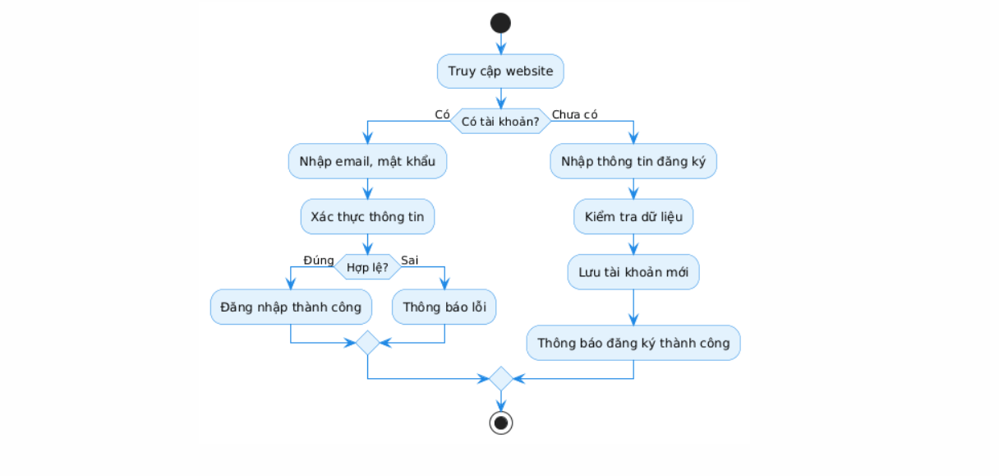 Truy cập website
Có
Có tài khoản?
Chưa có
Nhập email, mật khẩu
Nhập thông tin đăng ký
Xác thực thông tin
Kiểm tra dữ liệu
Đúng
Hợp lệ?
Sai
Lưu tài khoản mới
Đăng nhập thành công
Thông báo lỗi
Thông báo đăng ký thành công